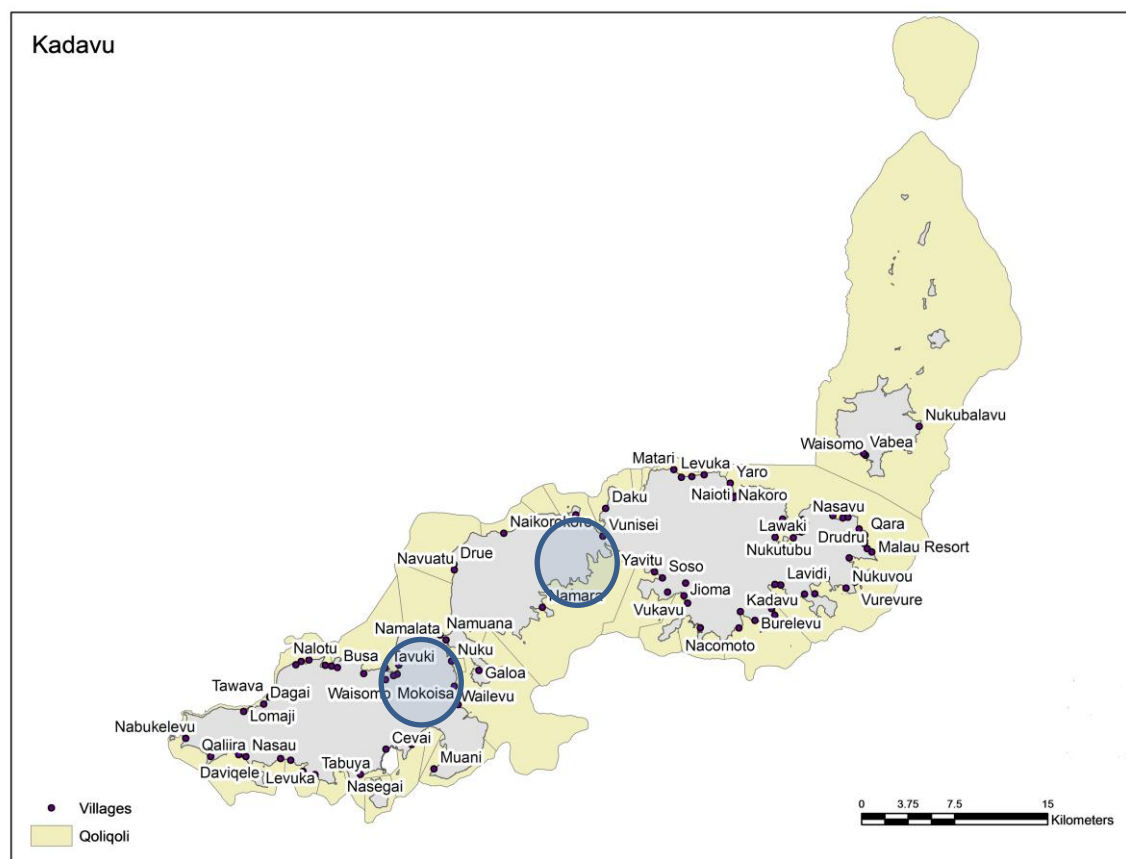 Kadavu
Nukubalavu
Waisomo
Vabea
Matari
Levuka
Yaro
Naioti
Nakoro
Daku
Nasavu
Naikorokoro
Vunisei
Lawaki
Qara
Drudru
Malau Resort
Nukutubu
Navuatu
Drue
Yavitu
Soso
Lavidi
Nukuvou
Jioma
Kadavu
Vurevure
Namara
Vukavu
Burelevu
Namalata
Namuana
Nacomoto
Nalotu
Busa
Tavuki
Nuku
Galoa
Waisomo
Mokoisa
Wailevu
Tawava
Dagai
Lomaji
Nabukelevu
Cevai
Qaliira
Nasau
Muani
Daviqele
Tabuya
Levuka
Nasegai
Villages
Qoliqoli
0 3.75 7.5 15
Kilometers